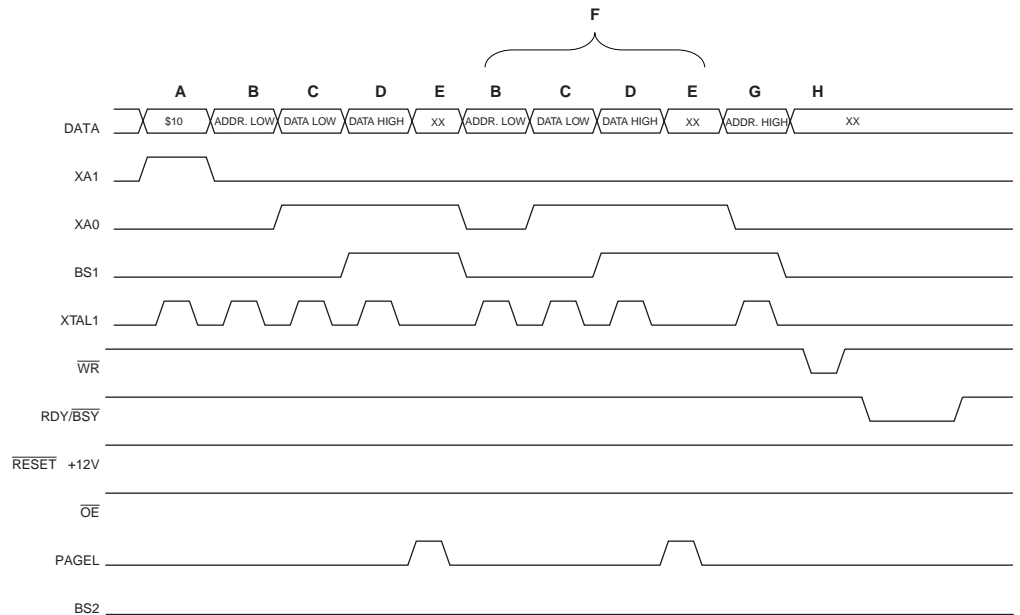 F
A B C D E B C D E G H
DATA $10 ADDR. LOW DATA LOW DATA HIGH XX ADDR. LOW DATA LOW DATA HIGH XX ADDR. HIGH XX
XA1
XA0
BS1
XTAL1
WR
RDY/BSY
RESET +12V
OE
PAGEL
BS2